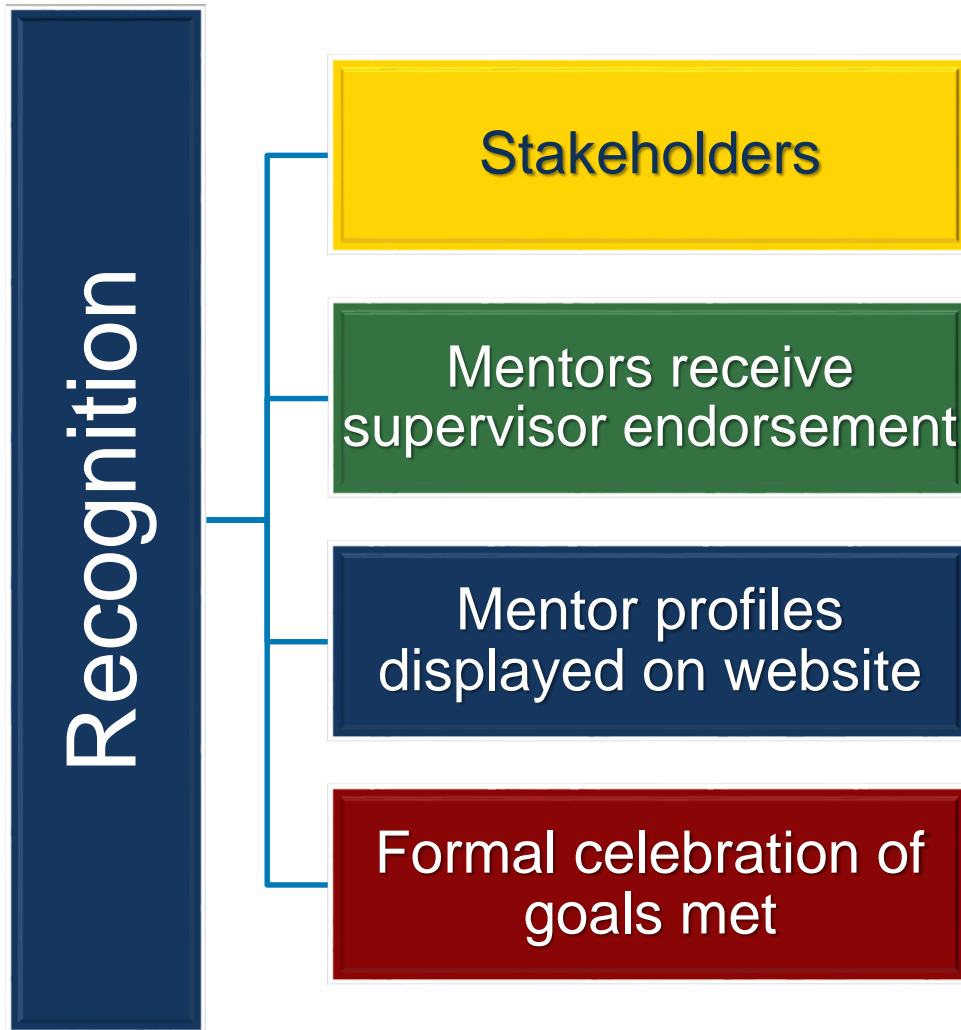 Recognition
Stakeholders
Mentors receive
supervisor endorsement
Mentor profiles
displayed on website
Formal celebration of
goals met